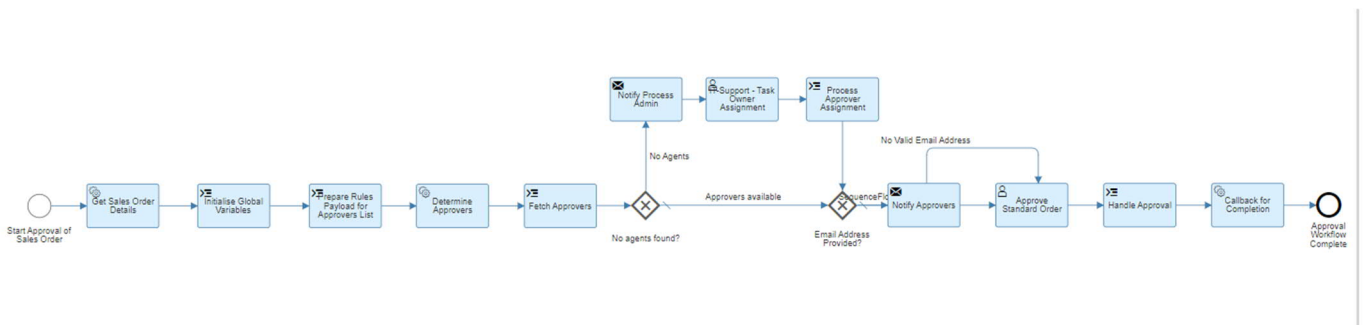 Notify Process
Admin
IT-Support - Task
Owner
Assignment
Process
Approver
Assignment
No Valid Email Address
No Agents
Get Sales Order
Details
Initialise Global
Variables
Prepare Rules
Payload for
Approvers List
Determine
Approvers
Fetch Approvers
Approvers available
SequenceFlo
Notify Approvers
Approve
Standard Order
Handle Approval
Callback for
Completion
Start Approval of
Sales Order
No agents found?
Email Address
Provided?
Approval
Workflow
Complete